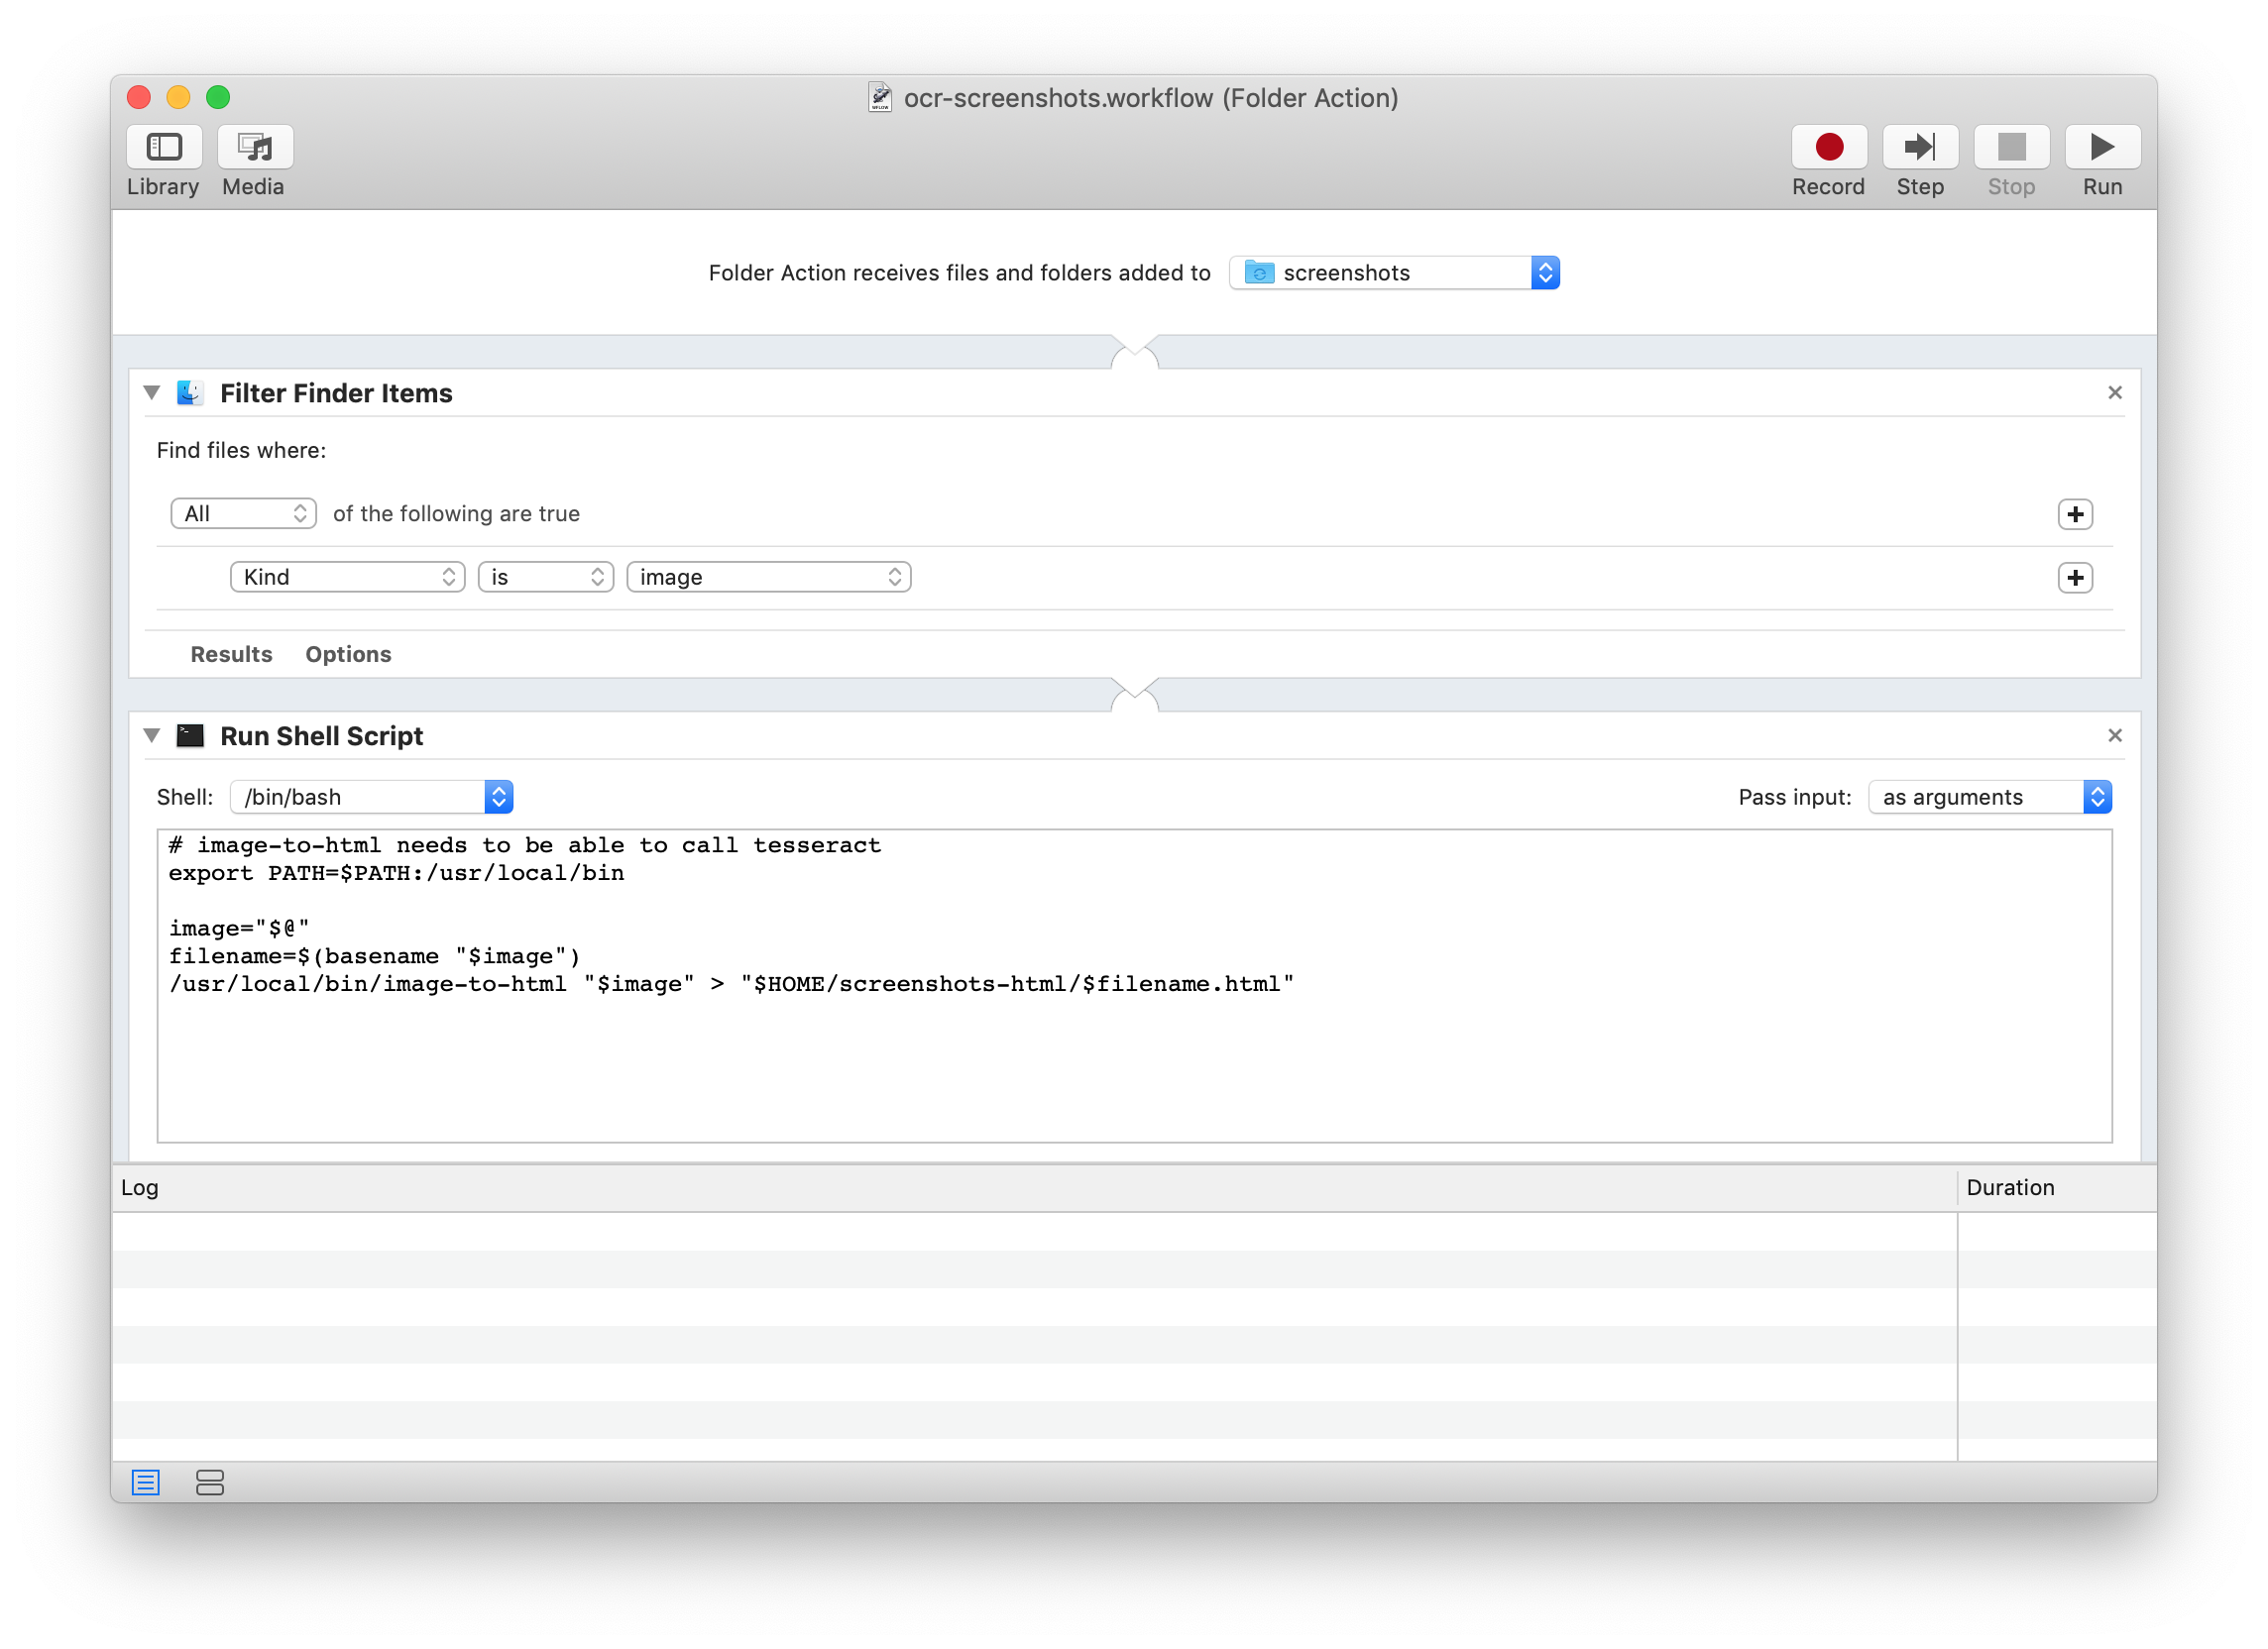 ocr-screenshots.workflow (Folder Action)
Library Media Record Step Stop Run
Folder Action receives files and folders added to screenshots
Filter Finder Items
Find files where:
All of the following are true
Kind is image
Results Options
Run Shell Script
Shell: /bin/bash Pass input: as arguments
# image-to-html needs to be able to call tesseract
export PATH=$PATH:/usr/local/bin
image="$@"
filename=$(basename "$image")
/usr/local/bin/image-to-html "$image" > "$HOME/screenshots-html/$filename.html"
Log Duration